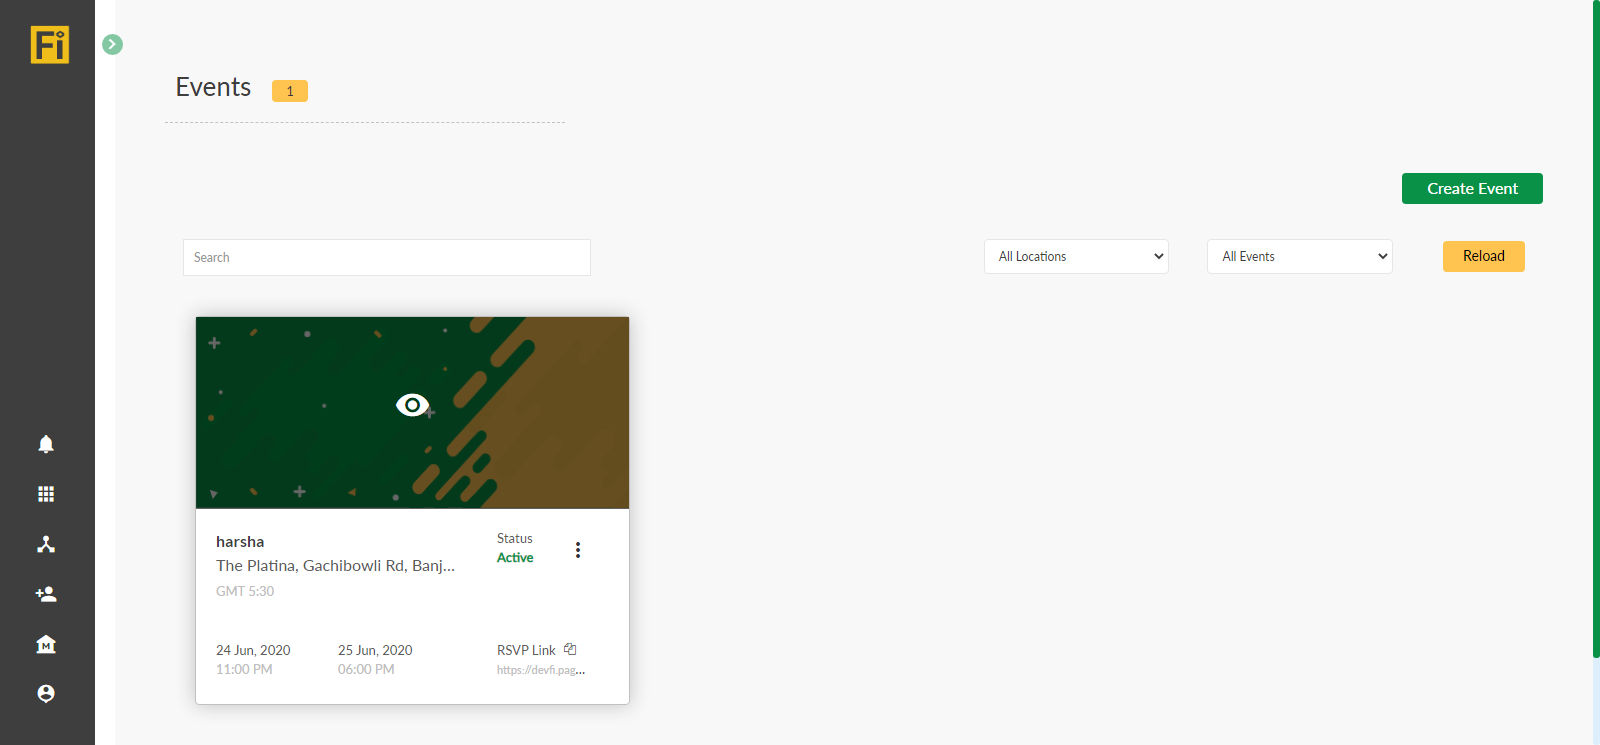 Fi
Events 1
Create Event
Search
All Locations
All Events
Reload
harsha
The Platina, Gachibowli Rd, Banj...
GMT 5:30
Status
Active
24 Jun, 2020
11:00 PM
25 Jun, 2020
06:00 PM
RSVP Link
https://devfi.pag...
M